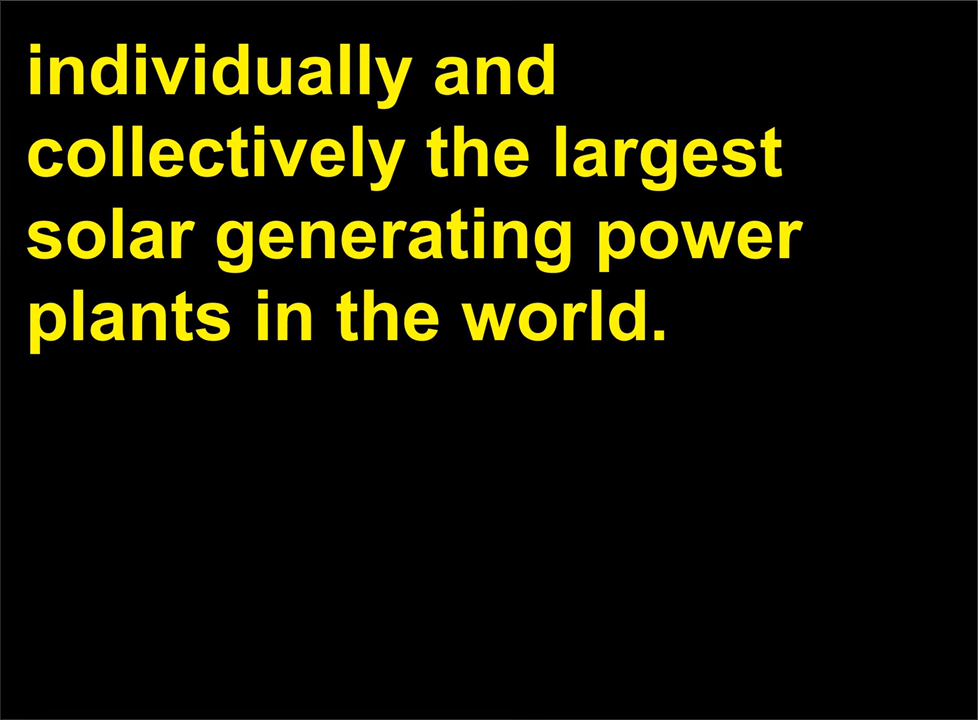 individually and
collectively the largest
solar generating power
plants in the world.